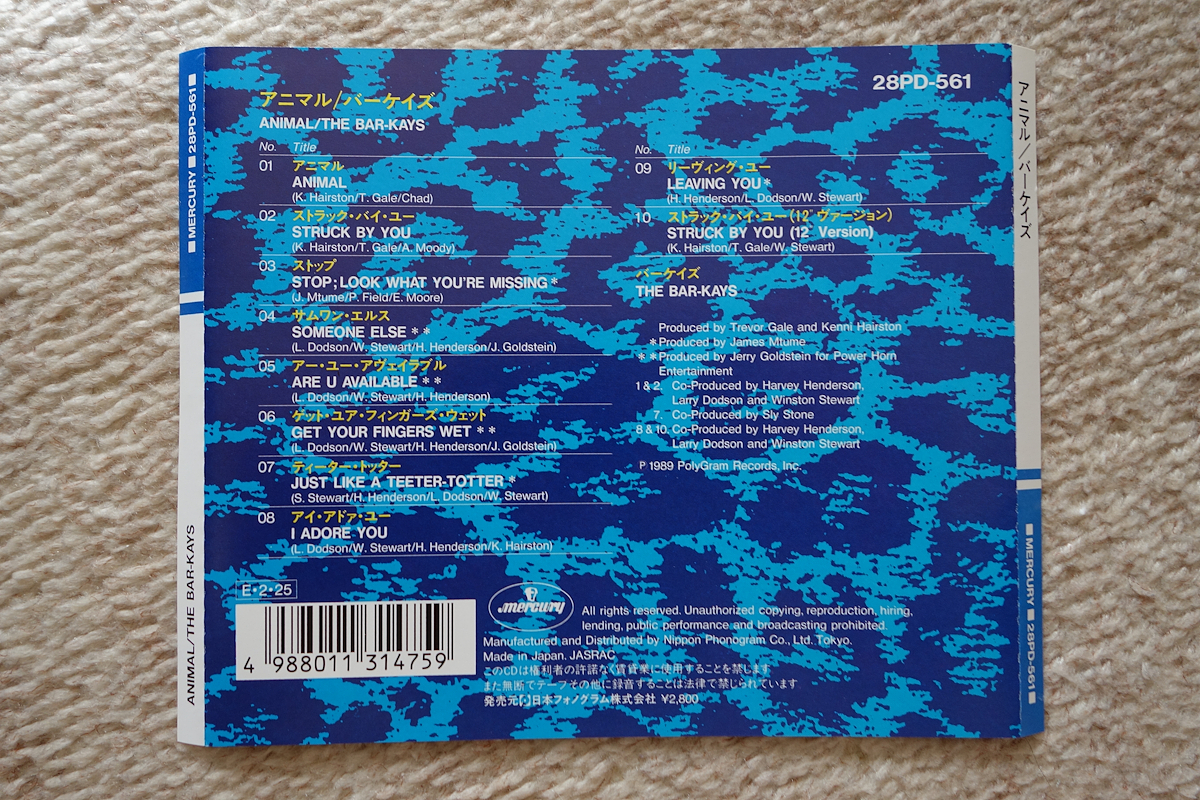 ■MERCURY ■ 28PD-561■
ANIMAL/THE BAR-KAYS
アニマル/バーケイズ
ANIMAL/THE BAR-KAYS
No. Title
01 アニマル
ANIMAL
(K. Hairston/T. Gale/Chad)
02 ストラック・バイ・ユー
STRUCK BY YOU
(K. Hairston/T. Gale/A. Moody)
03 ストップ
STOP;LOOK WHAT YOU'RE MISSING*
(J. Mtume/P. Field/E. Moore)
04 サムワン・エルス
SOMEONE ELSE**
(L. Dodson/W. Stewart/H. Henderson/J. Goldstein)
05 アー・ユー・アヴェイラブル
ARE U AVAILABLE**
(L. Dodson/W. Stewart/H. Henderson)
06 ゲット・ユア・フィンガーズ・ウェット
GET YOUR FINGERS WET**
(L. Dodson/W. Stewart/H. Henderson/J. Goldstein)
07 ティーター・トッター
JUST LIKE A TEETER-TOTTER*
(S. Stewart/H. Henderson/L. Dodson/W. Stewart)
08 アイ・アドァ・ユー
I ADORE YOU
(L. Dodson/W. Stewart/H. Henderson/K. Hairston)
28PD-561
No. Title
09 リーヴィング・ユー
LEAVING YOU*
(H. Henderson/L. Dodson/W. Stewart)
10 ストラック・バイ・ユー(12″ヴァージョン)
STRUCK BY YOU (12″ Version)
(K. Hairston/T. Gale/W. Stewart)
バーケイズ
THE BAR-KAYS
Produced by Trevor Gale and Kenni Hairston
*Produced by James Mtume
**Produced by Jerry Goldstein for Power Horn
Entertainment
1 & 2. Co-Produced by Harvey Henderson,
Larry Dodson and Winston Stewart
7. Co-Produced by Sly Stone
8 & 10. Co-Produced by Harvey Henderson,
Larry Dodson and Winston Stewart
℗ 1989 PolyGram Records, Inc.
E・2・25
4 988011 314759
mercury
All rights reserved. Unauthorized copying, reproduction, hiring,
lending, public performance and broadcasting prohibited.
Manufactured and Distributed by Nippon Phonogram Co., Ltd. Tokyo.
Made in Japan. JASRAC
このCDは権利者の許諾なく賃貸業に使用することを禁じます
また無断でテープその他に録音することは法律で禁じられています
発売元[・]日本フォノグラム株式会社 ¥2,800
アニマル/バーケイズ
■MERCURY ■ 28PD-561■